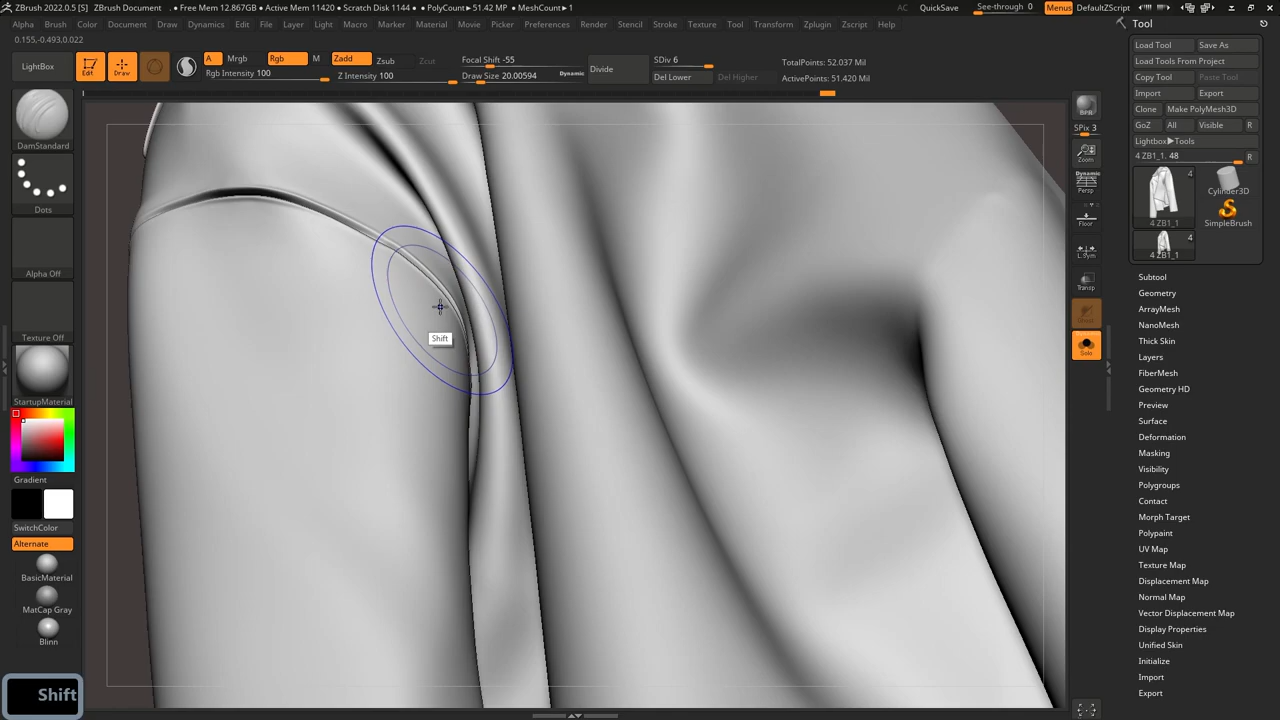 ZBrush 2022.0.5 [S] ZBrush Document . ● Free Mem 12.867GB ● Active Mem 11420 ● Scratch Disk 1144 ● PolyCount▸51.42 MP ● MeshCount▸1 AC QuickSave See-through 0 Menus DefaultZScript
Alpha Brush Color Document Draw Dynamics Edit File Layer Light Macro Marker Material Movie Picker Preferences Render Stencil Stroke Texture Tool Transform Zplugin Zscript Help
0.155,-0.493,0.022
Tool
LightBox
Edit
Draw
A Mrgb Rgb M Zadd Zsub Zcut
Rgb Intensity 100 Z Intensity 100
Focal Shift -55
Draw Size 20.00594 Dynamic
Divide
SDiv 6
Del Lower Del Higher
TotalPoints: 52.037 Mil
ActivePoints: 51.420 Mil
Load Tool Save As
Load Tools From Project
Copy Tool Paste Tool
Import Export
Clone Make PolyMesh3D
GoZ All Visible R
Lightbox▸Tools
4 ZB1_1. 48 R
4
Cylinder3D
4 ZB1_1
SimpleBrush
4
4 ZB1_1
DamStandard
Dots
Alpha Off
Texture Off
StartupMaterial
Gradient
SwitchColor
Alternate
BasicMaterial
MatCap Gray
Blinn
Shift
Shift
BPR
SPix 3
Zoom
Dynamic
Persp
Floor
L.Sym
Transp
Solo
Subtool
Geometry
ArrayMesh
NanoMesh
Thick Skin
Layers
FiberMesh
Geometry HD
Preview
Surface
Deformation
Masking
Visibility
Polygroups
Contact
Morph Target
Polypaint
UV Map
Texture Map
Displacement Map
Normal Map
Vector Displacement Map
Display Properties
Unified Skin
Initialize
Import
Export